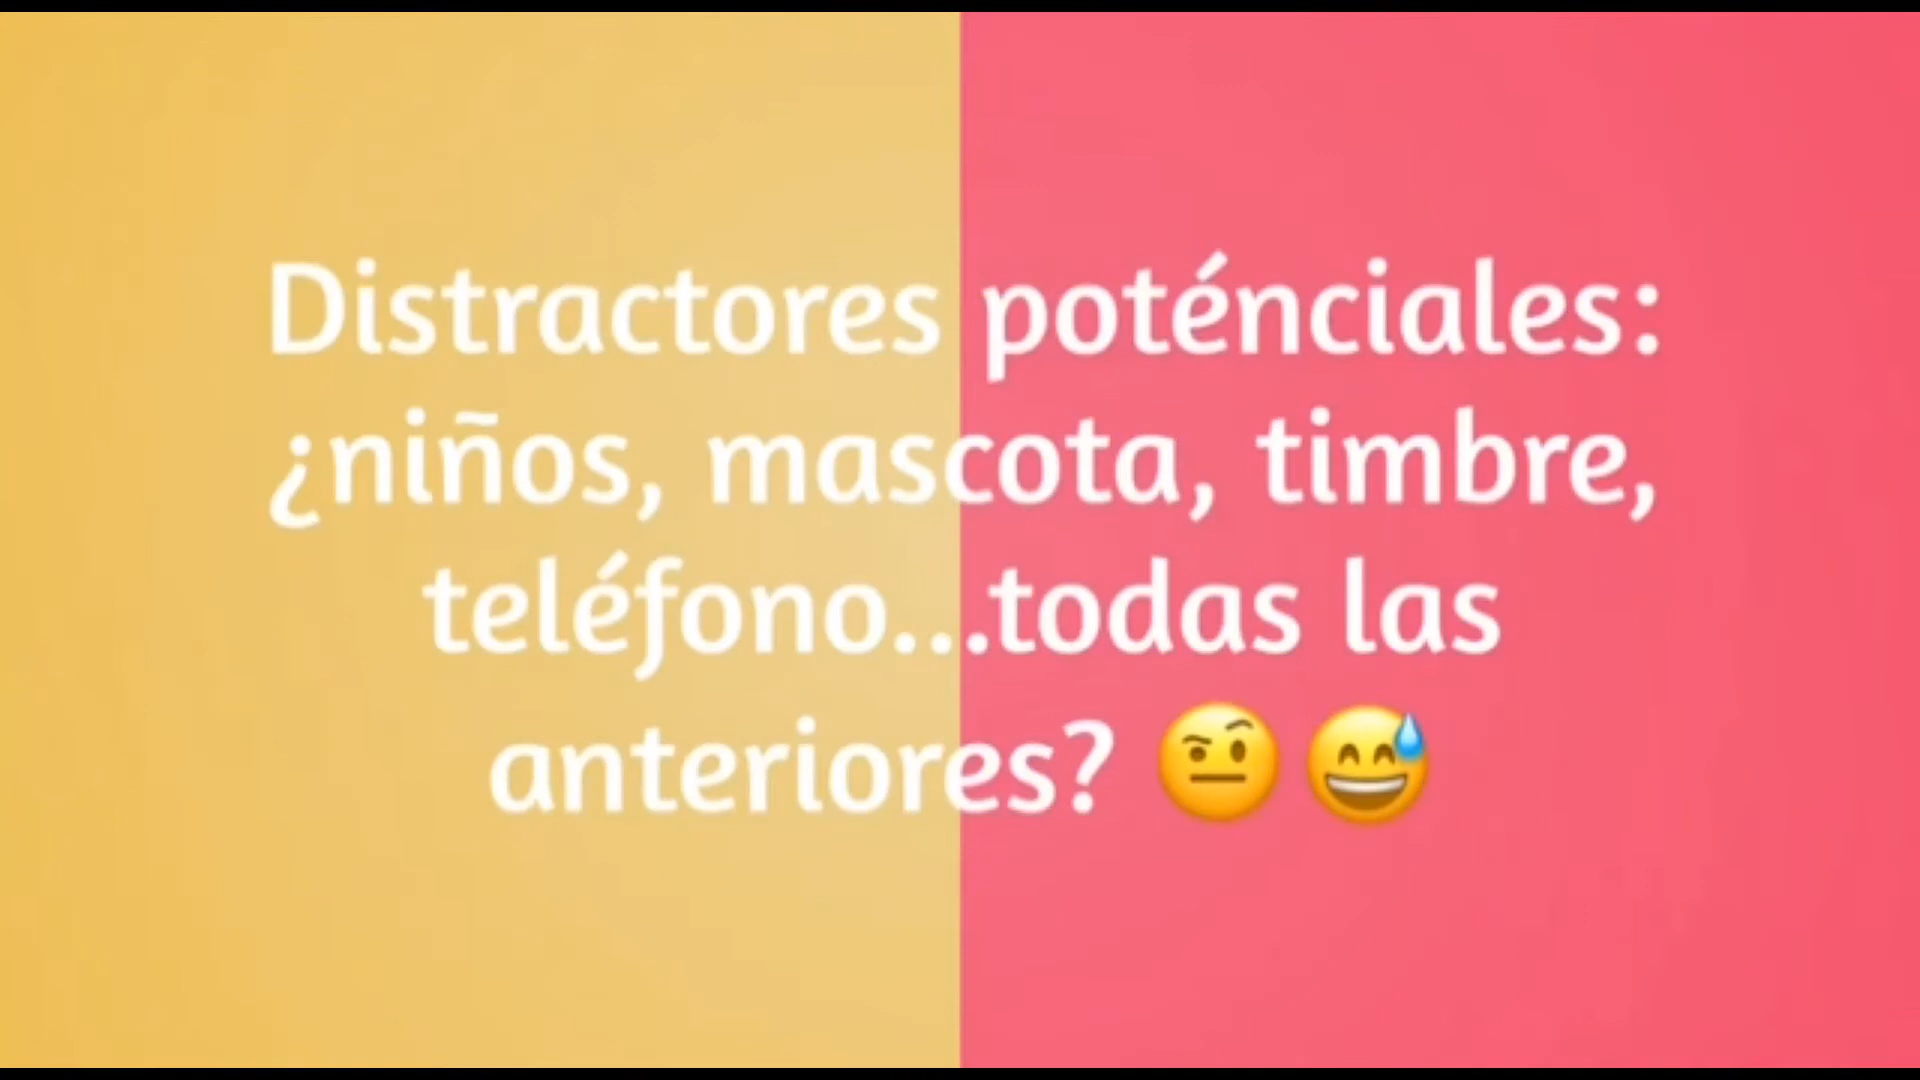 Distractores poténciales:
¿niños, mascota, timbre,
teléfono...todas las
anteriores? 🤨 😅